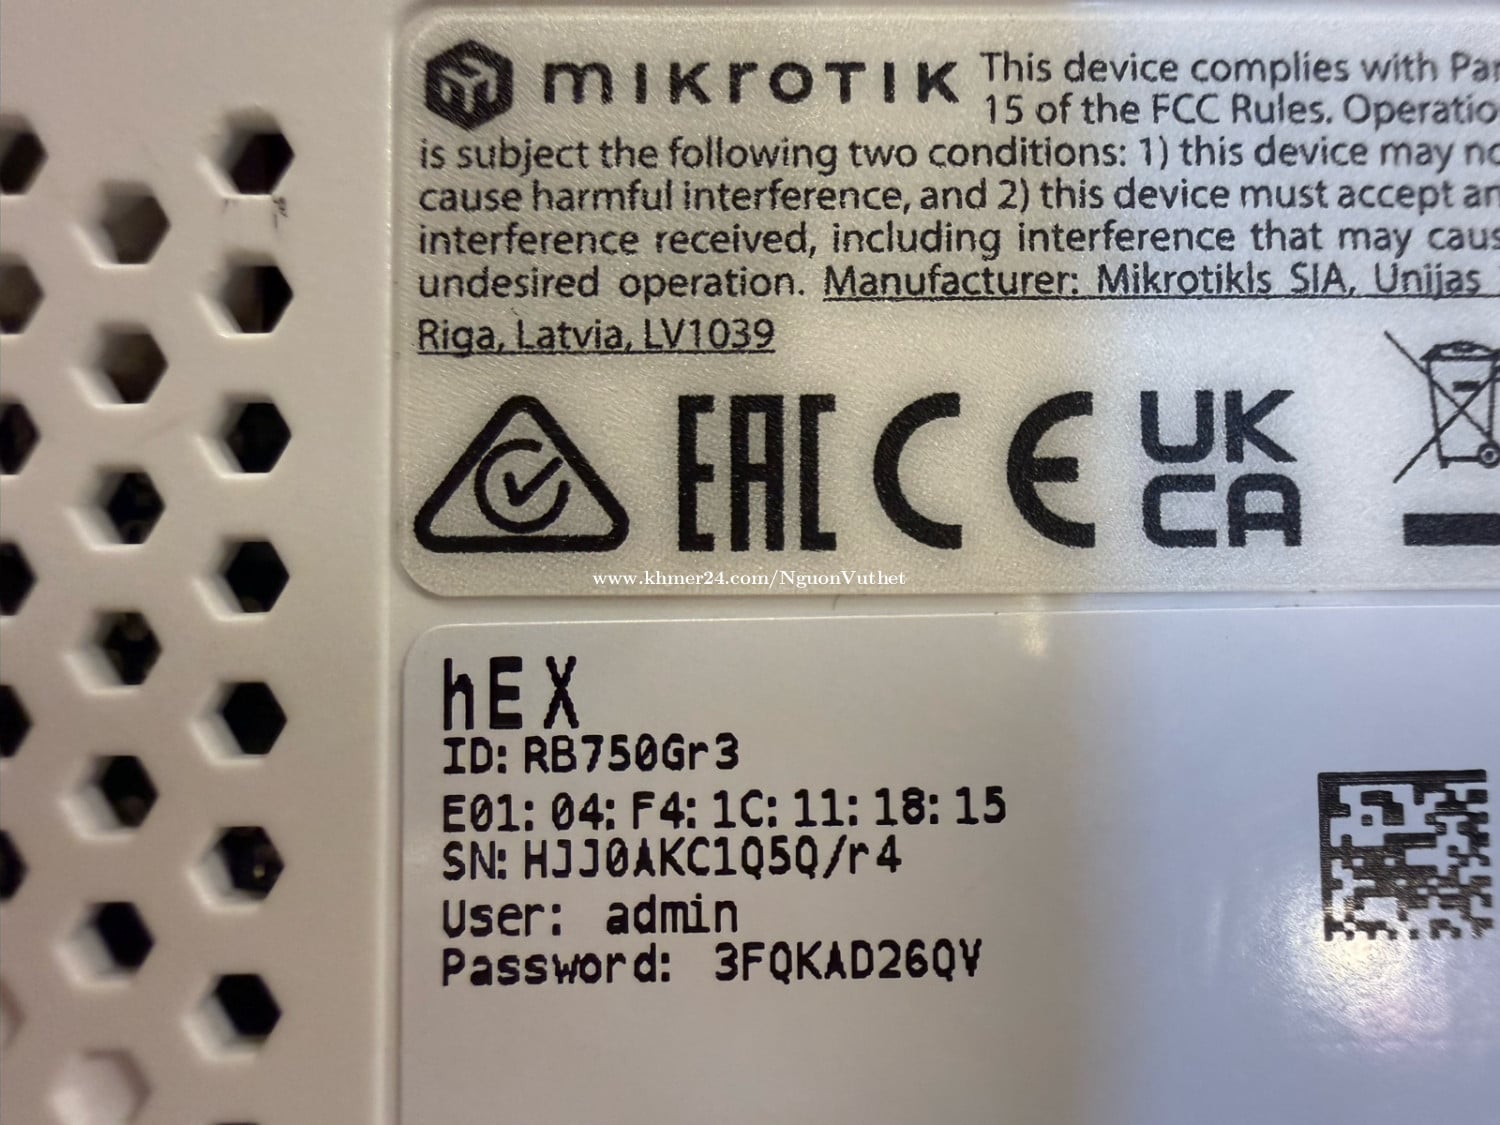 mikrotik This device complies with Par
15 of the FCC Rules. Operatio
is subject the following two conditions: 1) this device may no
cause harmful interference, and 2) this device must accept an
interference received, including interference that may caus
undesired operation. Manufacturer: Mikrotikls SIA, Unijas
Riga, Latvia, LV1039
EAC CE UK
CA
www.khmer24.com/NguonVuthet
hEX
ID: RB750Gr3
E01: 04: F4: 1C: 11: 18: 15
SN: HJJ0AKC1Q5Q/r4
User: admin
Password: 3FQKAD26QV